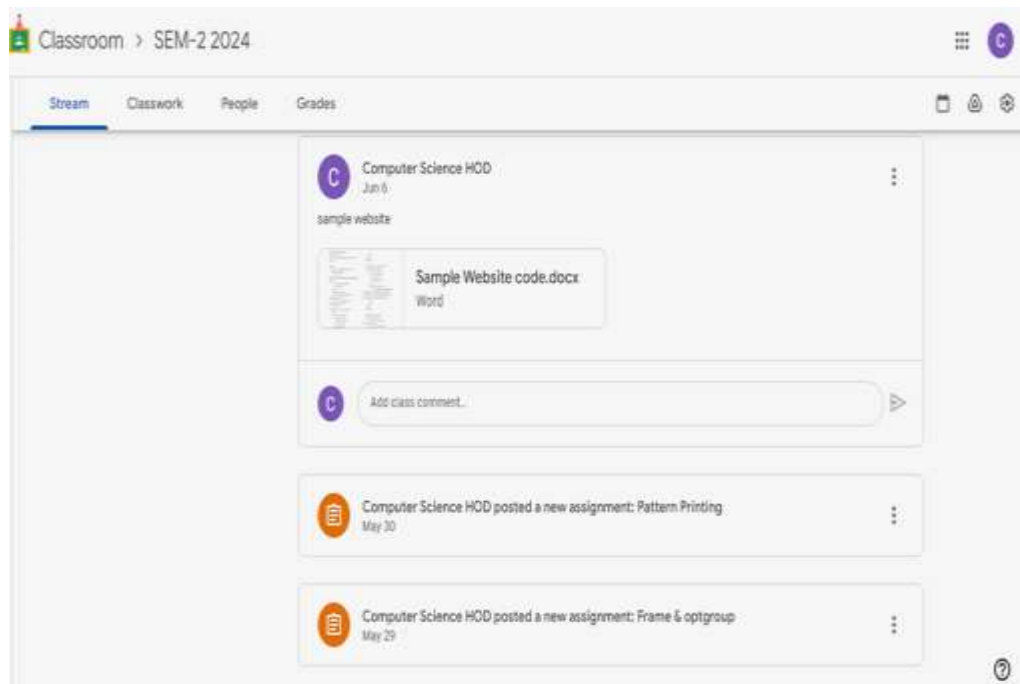 Classroom > SEM-2 2024
C
Stream Classwork People Grades
C
Computer Science HOD
Jun 6
sample website
Sample Website code.docx
Word
C
Add class comment...
Computer Science HOD posted a new assignment: Pattern Printing
May 30
Computer Science HOD posted a new assignment: Frame & optgroup
May 29